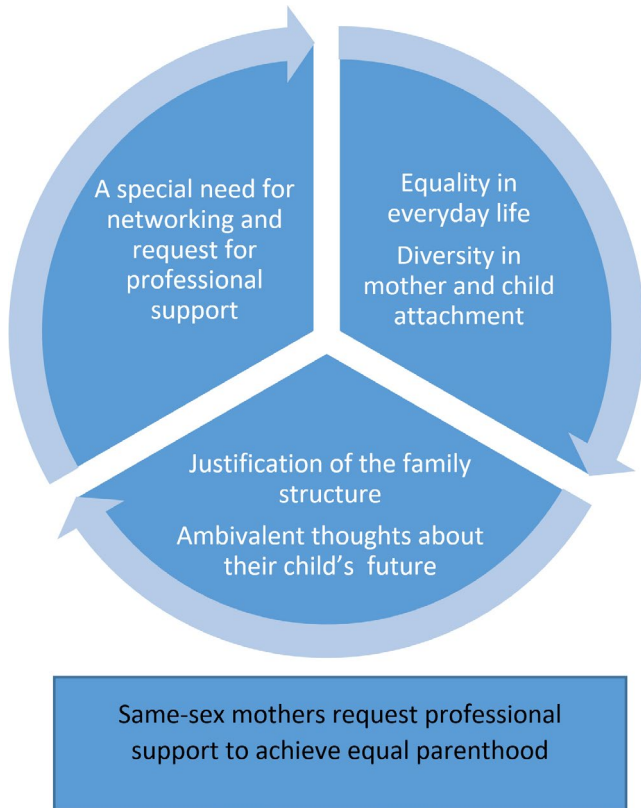 A special need for
networking and
request for
professional
support
Equality in
everyday life
Diversity in
mother and child
attachment
Justification of the family
structure
Ambivalent thoughts about
their child’s  future
Same-sex mothers request professional
support to achieve equal parenthood